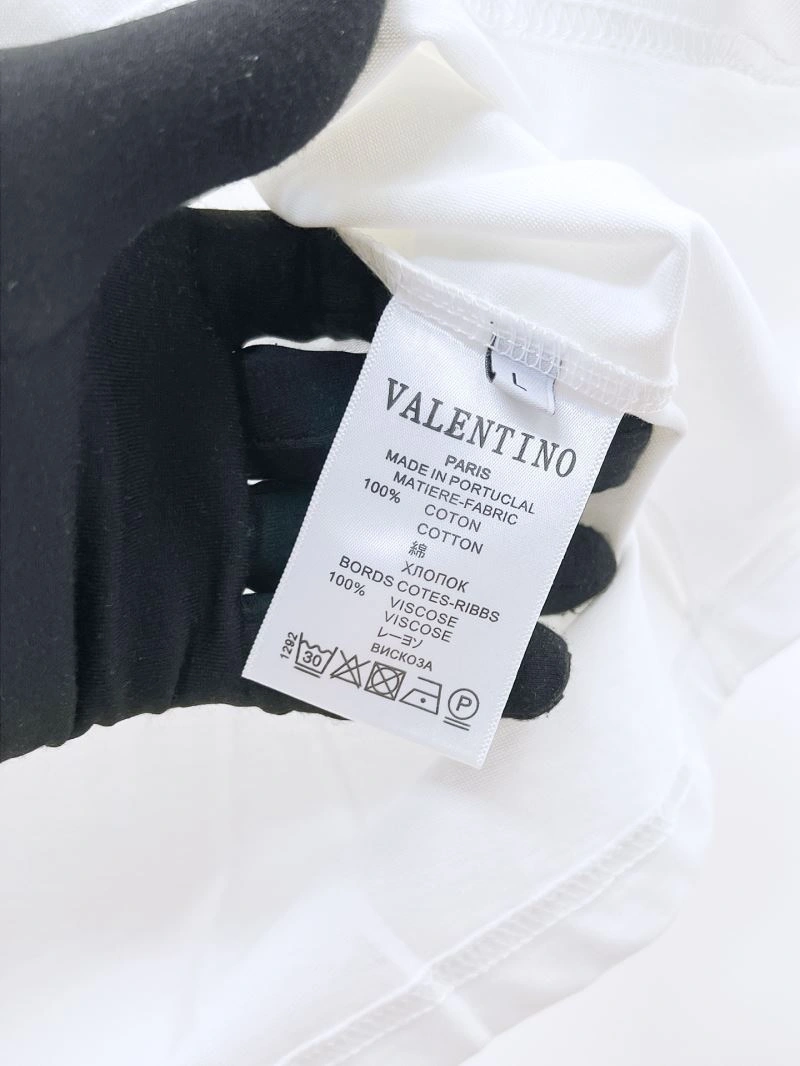 L
VALENTINO
PARIS
MADE IN PORTUCLAL
MATIERE-FABRIC
100% COTON
COTTON
綿
ХЛОПОК
BORDS COTES-RIBBS
100% VISCOSE
VISCOSE
レーヨソ
ВИСКОЗА
1292
30
P